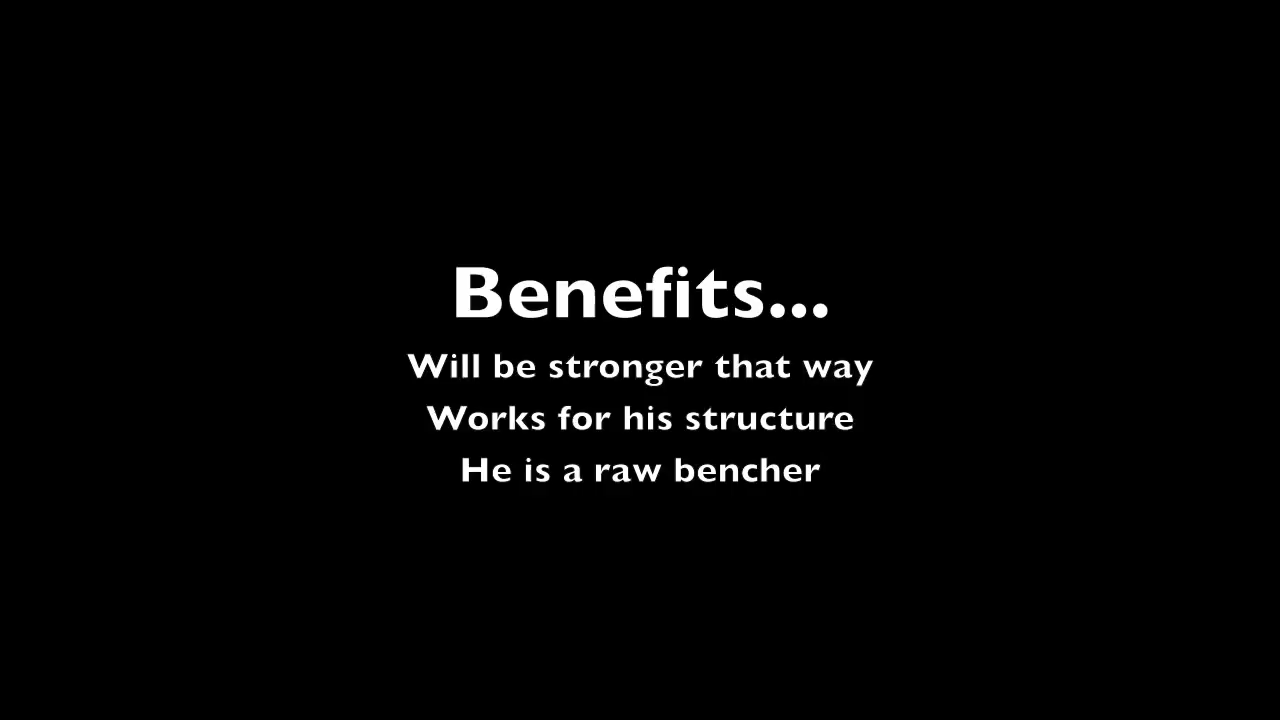 Benefits...
Will be stronger that way
Works for his structure
He is a raw bencher